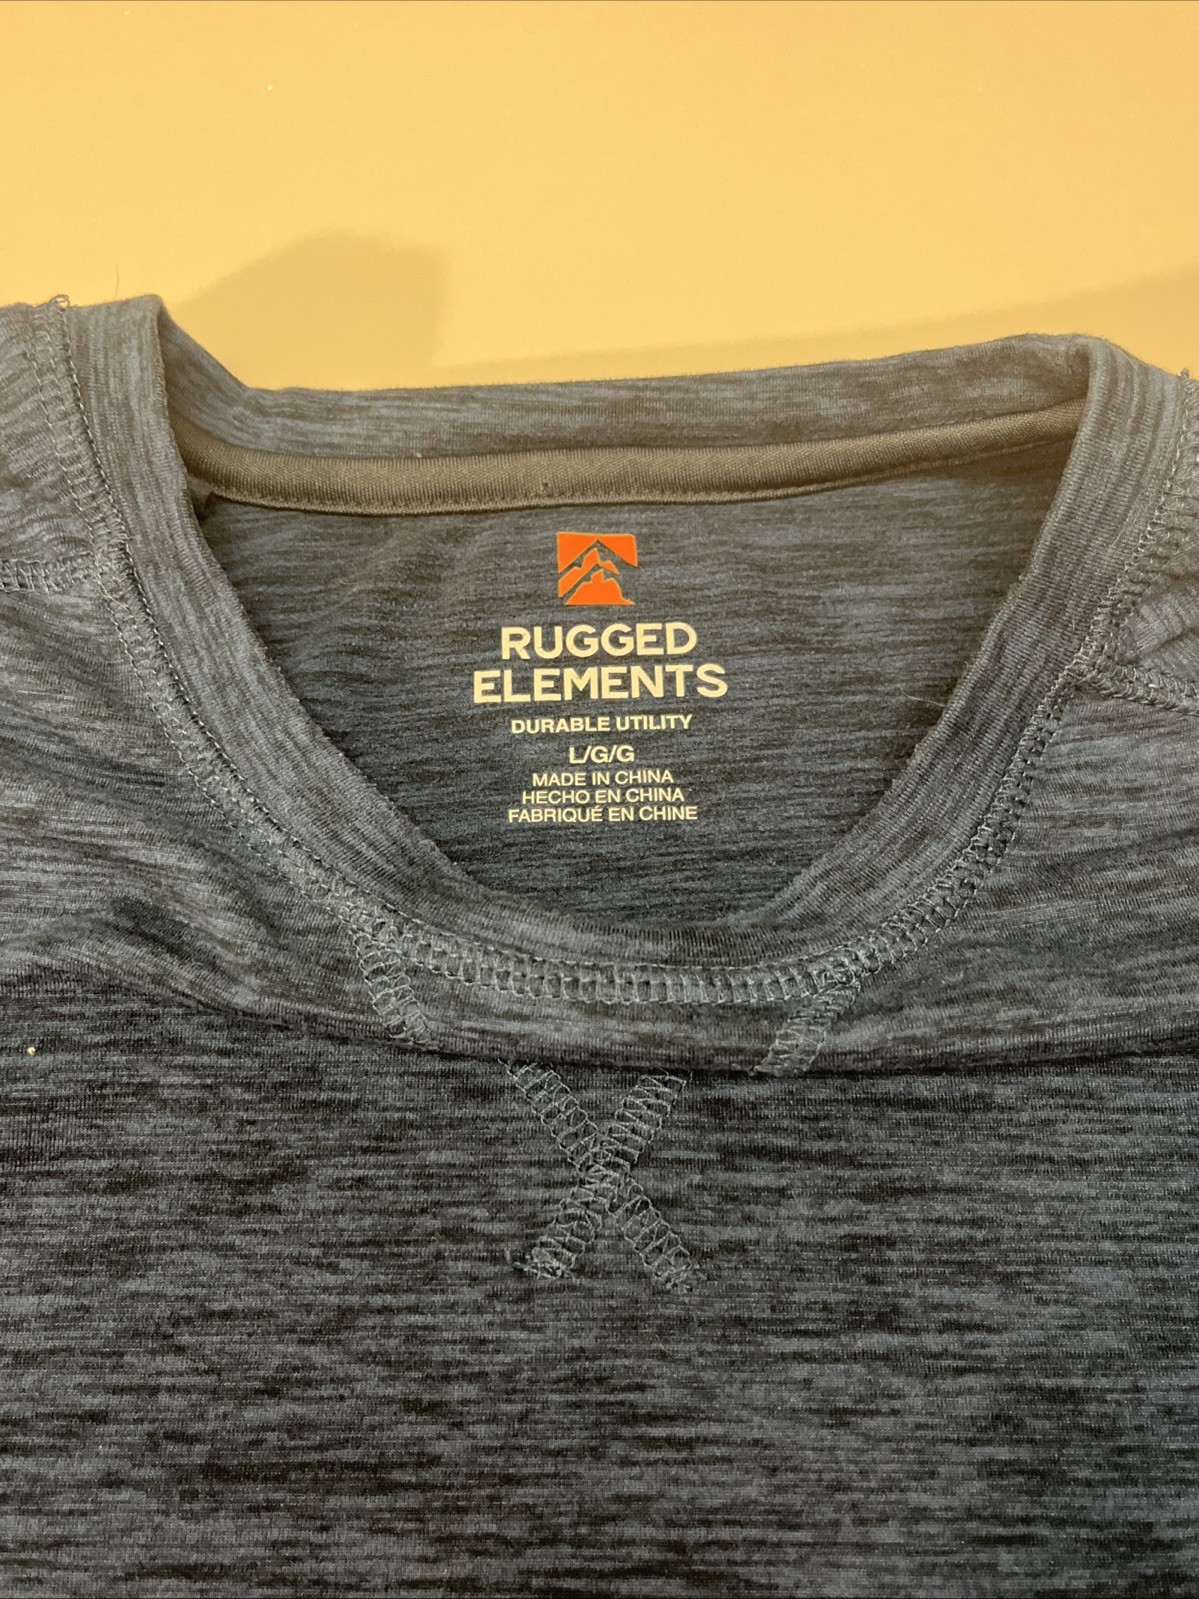 RUGGED
ELEMENTS
DURABLE UTILITY
L/G/G
MADE IN CHINA
HECHO EN CHINA
FABRIQUÉ EN CHINE